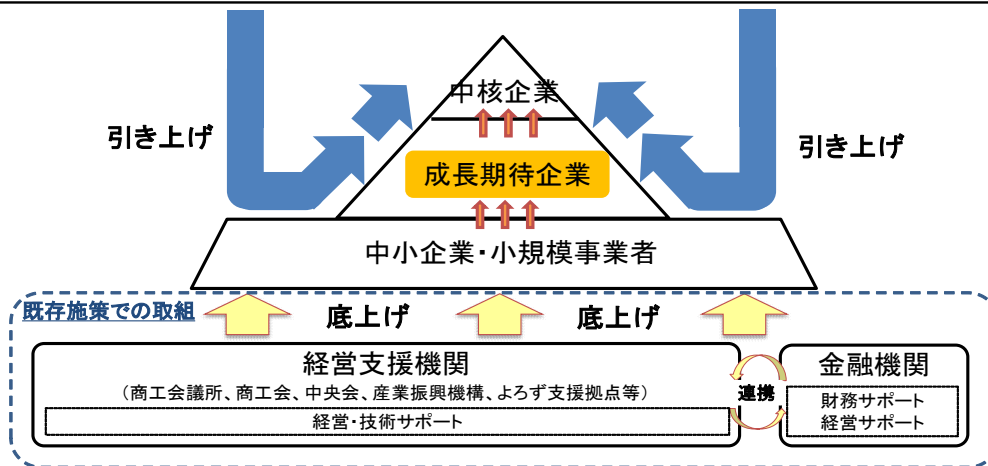 中核企業
引き上げ
引き上げ
成長期待企業
中小企業・小規模事業者
既存施策での取組
底上げ
底上げ
経営支援機関
(商工会議所、商工会、中央会、産業振興機構、よろず支援拠点等)
経営・技術サポート
連携
金融機関
財務サポート
経営サポート